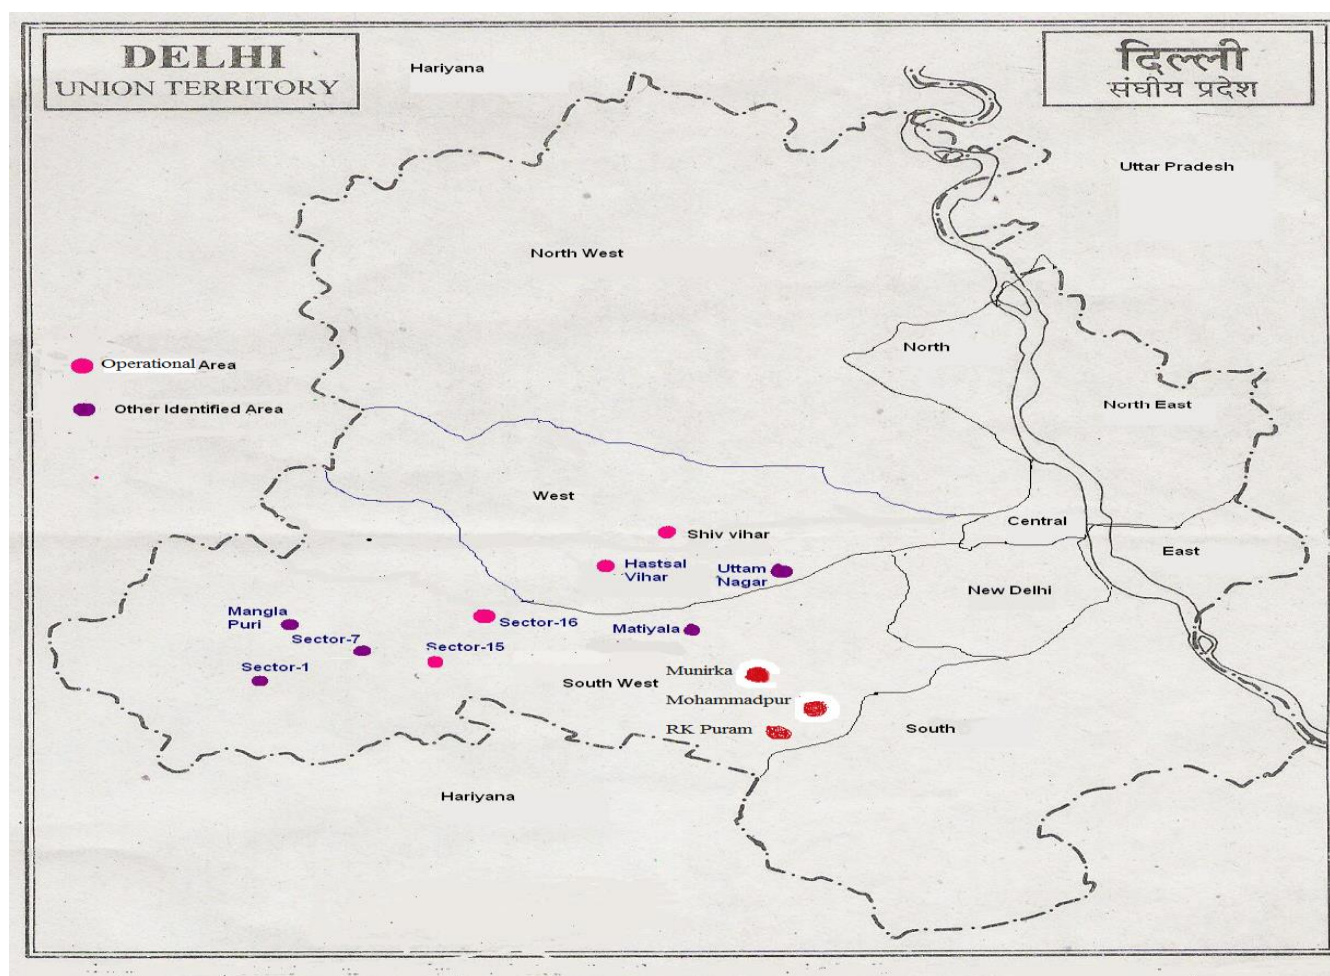 DELHI
UNION TERRITORY
Hariyana
दिल्ली
संघीय प्रदेश
Uttar Pradesh
North West
North
Operational Area
Other Identified Area
North East
West
Central
Shiv vihar
East
Hastsal
Vihar
Uttam
Nagar
New Delhi
Mangla
Puri
Sector-16
Matiyala
Sector-7
Sector-15
Sector-1
South West
Munirka
Mohammadpur
RK Puram
South
Hariyana